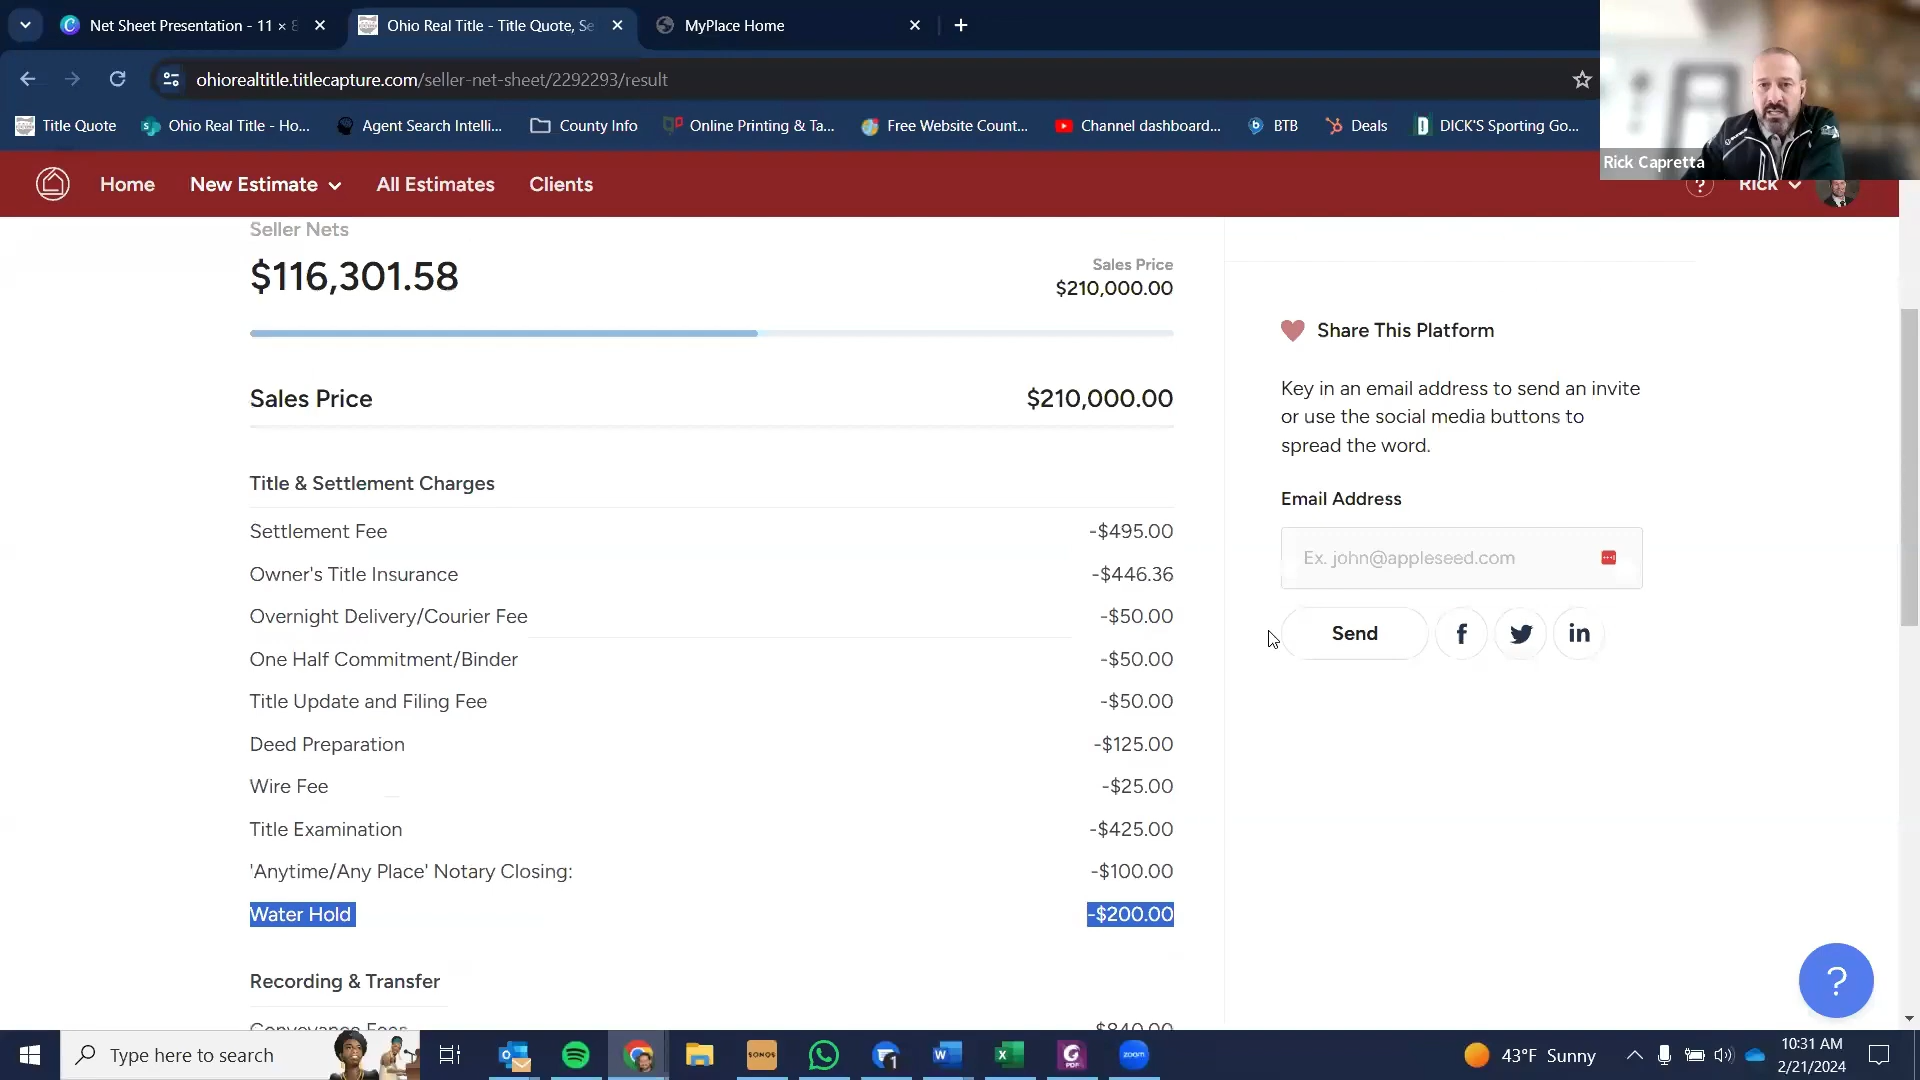 Net Sheet Presentation - 11 × 8
Ohio Real Title - Title Quote, Se
MyPlace Home
ohiorealtitle.titlecapture.com/seller-net-sheet/2292293/result
Title Quote
Ohio Real Title - Ho...
Agent Search Intelli...
County Info
Online Printing & Ta...
Free Website Count...
Channel dashboard...
BTB
Deals
DICK'S Sporting Go...
Rick Capretta
Home
New Estimate
All Estimates
Clients
?
Rick
Seller Nets
$116,301.58
Sales Price
$210,000.00
Sales Price
$210,000.00
Title & Settlement Charges
Settlement Fee
-$495.00
Owner's Title Insurance
-$446.36
Overnight Delivery/Courier Fee
-$50.00
One Half Commitment/Binder
-$50.00
Title Update and Filing Fee
-$50.00
Deed Preparation
-$125.00
Wire Fee
-$25.00
Title Examination
-$425.00
'Anytime/Any Place' Notary Closing:
-$100.00
Water Hold
-$200.00
Recording & Transfer
Conveyance Fees
-$840.00
Share This Platform
Key in an email address to send an invite
or use the social media buttons to
spread the word.
Email Address
Ex. john@appleseed.com
Send
f
in
?
Type here to search
SONOS
zoom
43°F Sunny
10:31 AM
2/21/2024